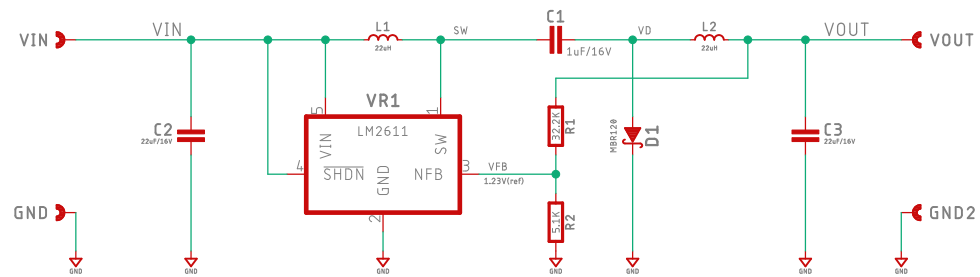 VIN
VIN
L1
22uH
SW
C1
1uF/16V
VD
L2
22uH
VOUT
VOUT
VR1
LM2611
5
VIN
1
SW
4
SHDN
GND
2
NFB
3
VFB
1.23V(ref)
C2
22uF/16V
32.2K
R1
5.1K
R2
MBR120
D1
C3
22uF/16V
GND
GND2
GND
GND
GND
GND
GND
GND
GND